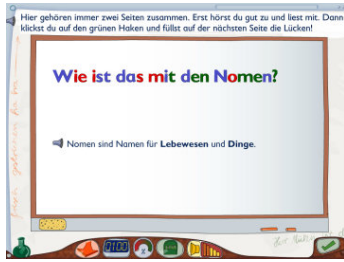 Hier gehören immer zwei Seiten zusammen. Erst hörst du gut zu und liest mit. Dann
klickst du auf den grünen Haken und füllst auf der nächsten Seite die Lücken!
Wie ist das mit den Nomen?
Nomen sind Namen für Lebewesen und Dinge.